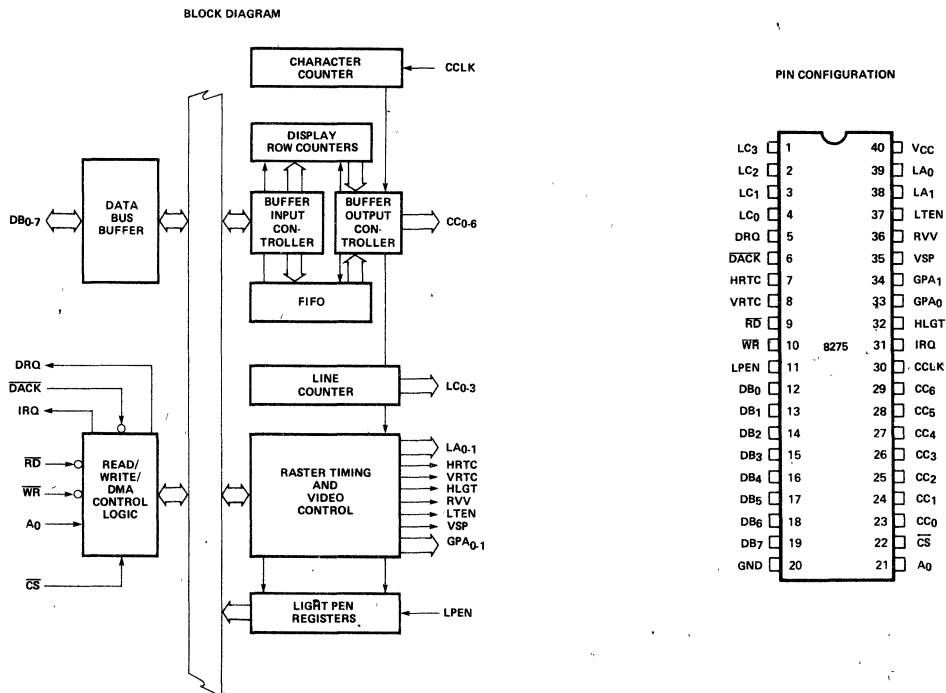 BLOCK DIAGRAM
CHARACTER
COUNTER
CCLK
DISPLAY
ROW COUNTERS
DATA
BUS
BUFFER
DB0-7
BUFFER
INPUT
CON-
TROLLER
BUFFER
OUTPUT
CON-
TROLLER
CC0-6
FIFO
LINE
COUNTER
LC0-3
DRQ
DACK
IRQ
RD
WR
A0
CS
READ/
WRITE/
DMA
CONTROL
LOGIC
RASTER TIMING
AND
VIDEO
CONTROL
LA0-1
HRTC
VRTC
HLGT
RVV
LTEN
VSP
GPA0-1
LIGHT PEN
REGISTERS
LPEN
PIN CONFIGURATION
LC3 1 40 VCC
LC2 2 39 LA0
LC1 3 38 LA1
LC0 4 37 LTEN
DRQ 5 36 RVV
DACK 6 35 VSP
HRTC 7 34 GPA1
VRTC 8 33 GPA0
RD 9 32 HLGT
WR 10 8275 31 IRQ
LPEN 11 30 CCLK
DB0 12 29 CC6
DB1 13 28 CC5
DB2 14 27 CC4
DB3 15 26 CC3
DB4 16 25 CC2
DB5 17 24 CC1
DB6 18 23 CC0
DB7 19 22 CS
GND 20 21 A0